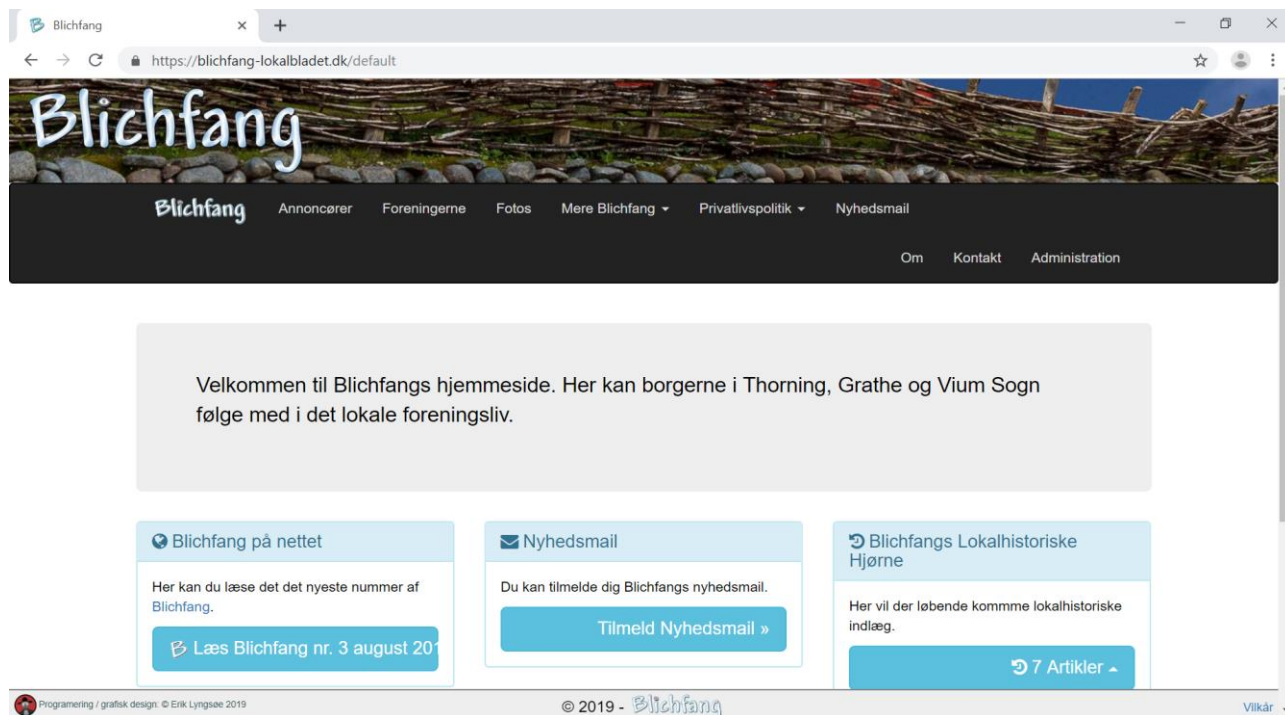 Blichfang
https://blichfang-lokalbladet.dk/default
Blichfang
Blichfang Annoncører Foreningerne Fotos Mere Blichfang Privatlivspolitik Nyhedsmail
Om Kontakt Administration
Velkommen til Blichfangs hjemmeside. Her kan borgerne i Thorning, Grathe og Vium Sogn
følge med i det lokale foreningsliv.
Blichfang på nettet
Her kan du læse det det nyeste nummer af
Blichfang.
Læs Blichfang nr. 3 august 201
Nyhedsmail
Du kan tilmelde dig Blichfangs nyhedsmail.
Tilmeld Nyhedsmail »
Blichfangs Lokalhistoriske
Hjørne
Her vil der løbende kommme lokalhistoriske
indlæg.
7 Artikler
Programering / grafisk design: © Erik Lyngsøe 2019
© 2019 - Blichfang
Vilkår